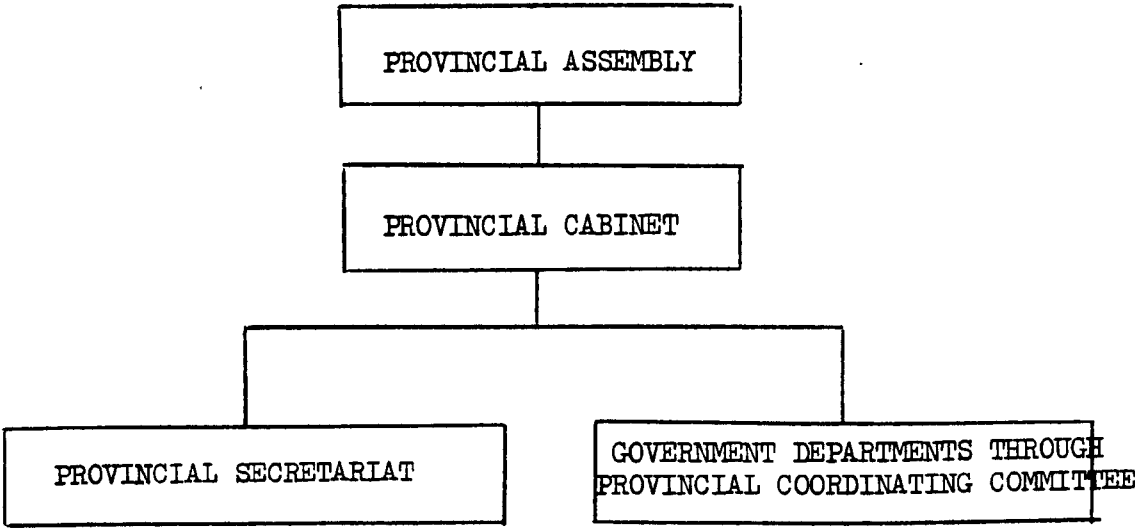 PROVINCIAL ASSEMBLY
PROVINCIAL CABINET
PROVINCIAL SECRETARIAT
GOVERNMENT DEPARTMENTS THROUGH
PROVINCIAL COORDINATING COMMITTEE